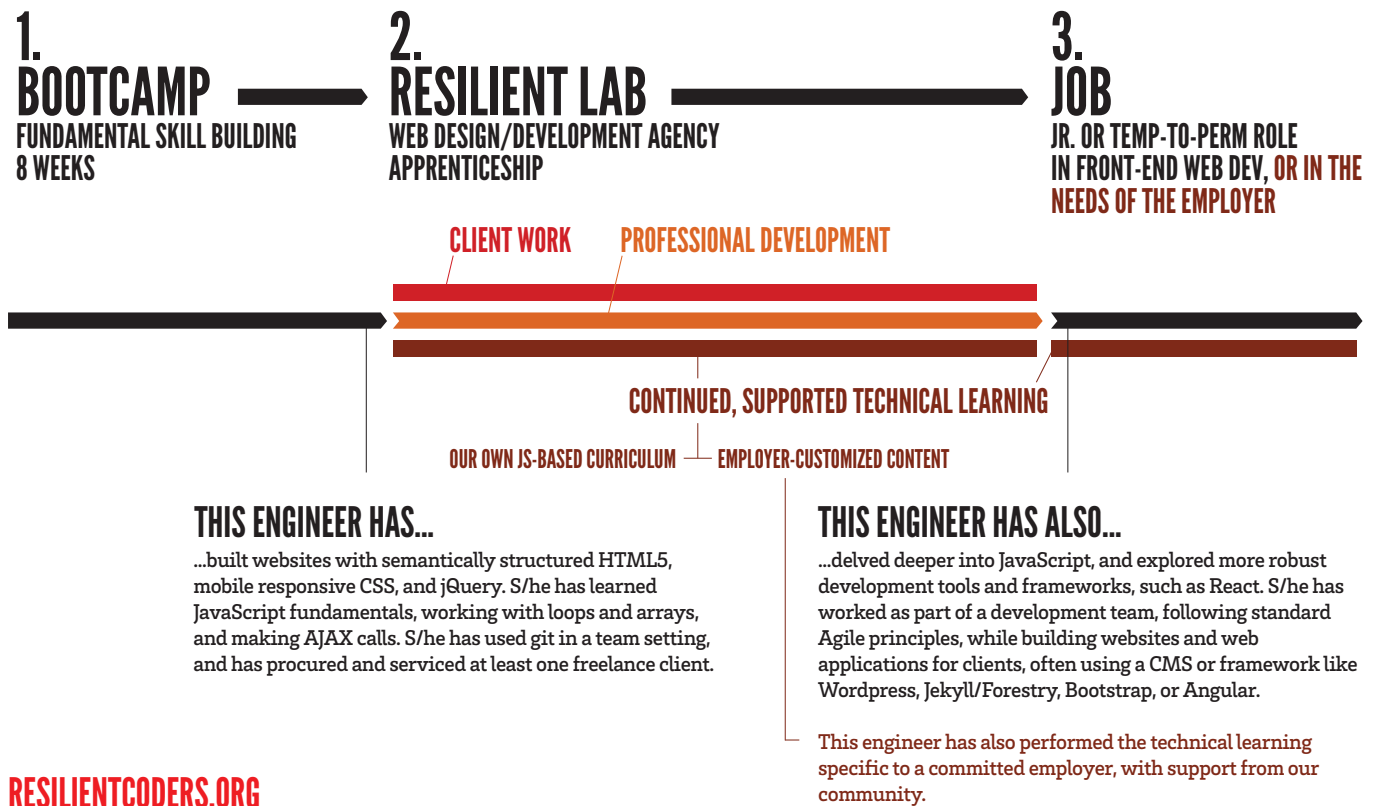 1.
BOOTCAMP
FUNDAMENTAL SKILL BUILDING
8 WEEKS
2.
RESILIENT LAB
WEB DESIGN/DEVELOPMENT AGENCY
APPRENTICESHIP
3.
JOB
JR. OR TEMP-TO-PERM ROLE
IN FRONT-END WEB DEV, OR IN THE
NEEDS OF THE EMPLOYER
CLIENT WORK
PROFESSIONAL DEVELOPMENT
CONTINUED, SUPPORTED TECHNICAL LEARNING
OUR OWN JS-BASED CURRICULUM
EMPLOYER-CUSTOMIZED CONTENT
THIS ENGINEER HAS...
...built websites with semantically structured HTML5,
mobile responsive CSS, and jQuery. S/he has learned
JavaScript fundamentals, working with loops and arrays,
and making AJAX calls. S/he has used git in a team setting,
and has procured and serviced at least one freelance client.
THIS ENGINEER HAS ALSO...
...delved deeper into JavaScript, and explored more robust
development tools and frameworks, such as React. S/he has
worked as part of a development team, following standard
Agile principles, while building websites and web
applications for clients, often using a CMS or framework like
Wordpress, Jekyll/Forestry, Bootstrap, or Angular.
This engineer has also performed the technical learning
specific to a committed employer, with support from our
community.
RESILIENTCODERS.ORG